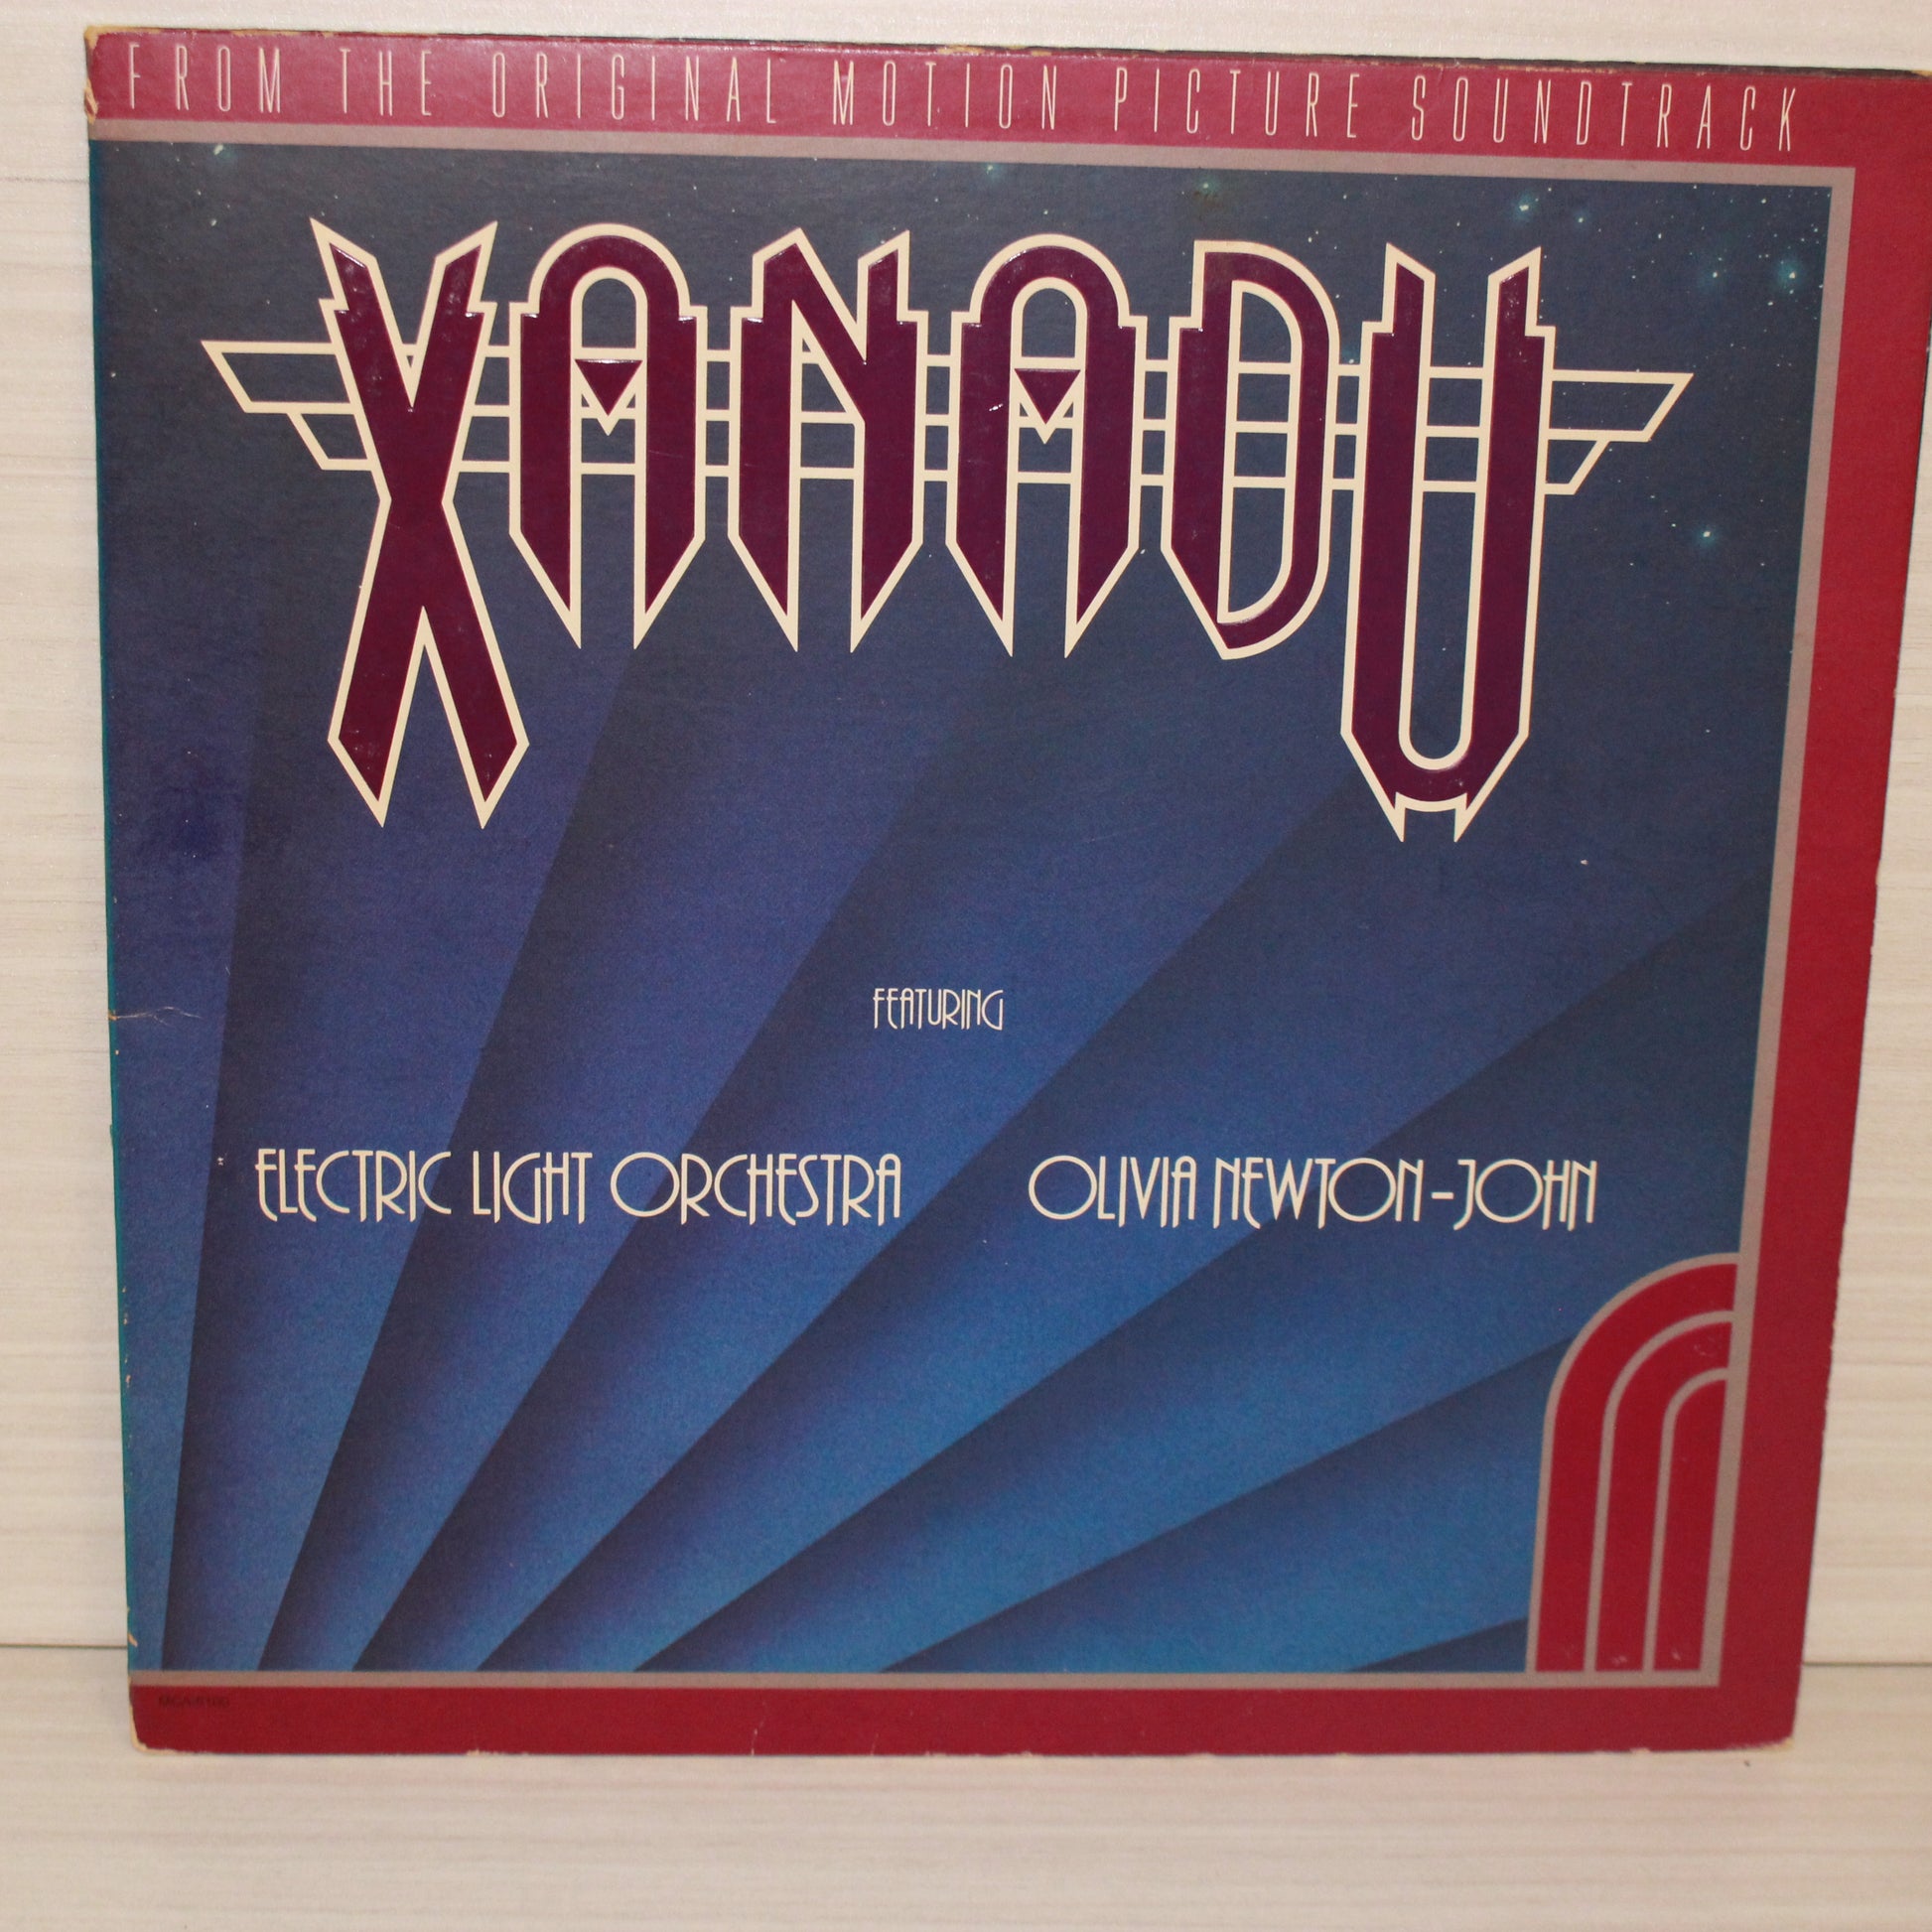 FROM THE ORIGINAL MOTION PICTURE SOUNDTRACK
XANADU
FEATURING
ELECTRIC LIGHT ORCHESTRA OLIVIA NEWTON-JOHN